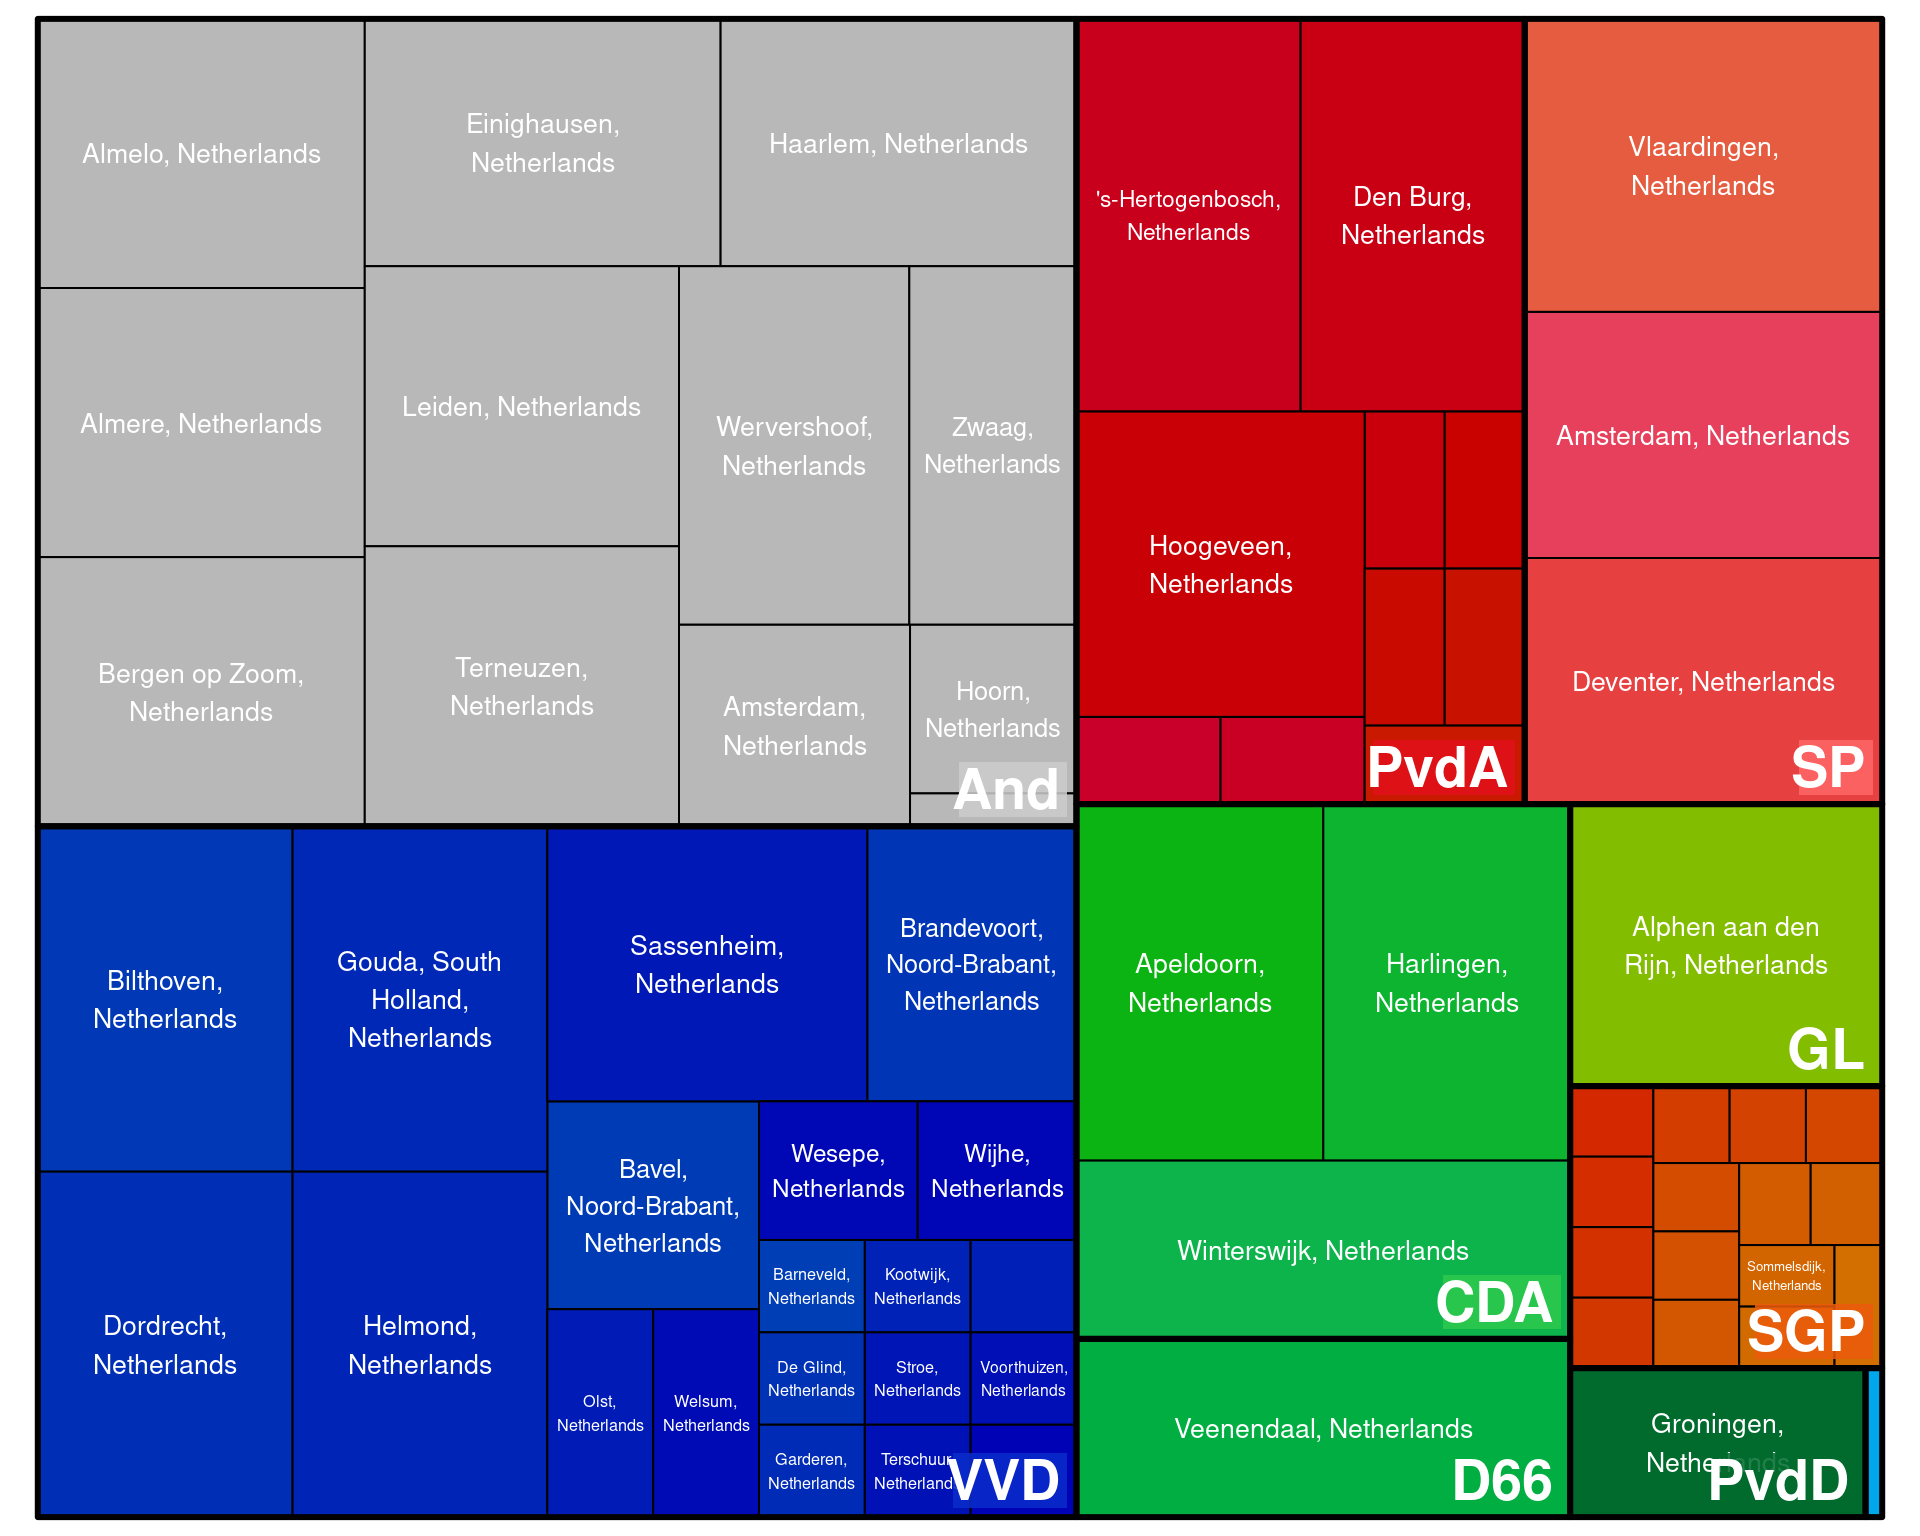 Almelo, Netherlands
Einighausen,
Netherlands
Haarlem, Netherlands
Almere, Netherlands
Leiden, Netherlands
Wervershoof,
Netherlands
Zwaag,
Netherlands
Bergen op Zoom,
Netherlands
Terneuzen,
Netherlands
Amsterdam,
Netherlands
Hoorn,
Netherlands
And
's-Hertogenbosch,
Netherlands
Den Burg,
Netherlands
Hoogeveen,
Netherlands
PvdA
Vlaardingen,
Netherlands
Amsterdam, Netherlands
Deventer, Netherlands
SP
Bilthoven,
Netherlands
Gouda, South
Holland,
Netherlands
Sassenheim,
Netherlands
Brandevoort,
Noord-Brabant,
Netherlands
Dordrecht,
Netherlands
Helmond,
Netherlands
Bavel,
Noord-Brabant,
Netherlands
Wesepe,
Netherlands
Wijhe,
Netherlands
Olst,
Netherlands
Welsum,
Netherlands
Barneveld,
Netherlands
Kootwijk,
Netherlands
De Glind,
Netherlands
Stroe,
Netherlands
Voorthuizen,
Netherlands
Garderen,
Netherlands
Terschuur,
Netherlands
VVD
Apeldoorn,
Netherlands
Harlingen,
Netherlands
Winterswijk, Netherlands
CDA
Veenendaal, Netherlands
D66
Alphen aan den
Rijn, Netherlands
GL
Sommelsdijk,
Netherlands
SGP
Groningen,
Netherlands
PvdD